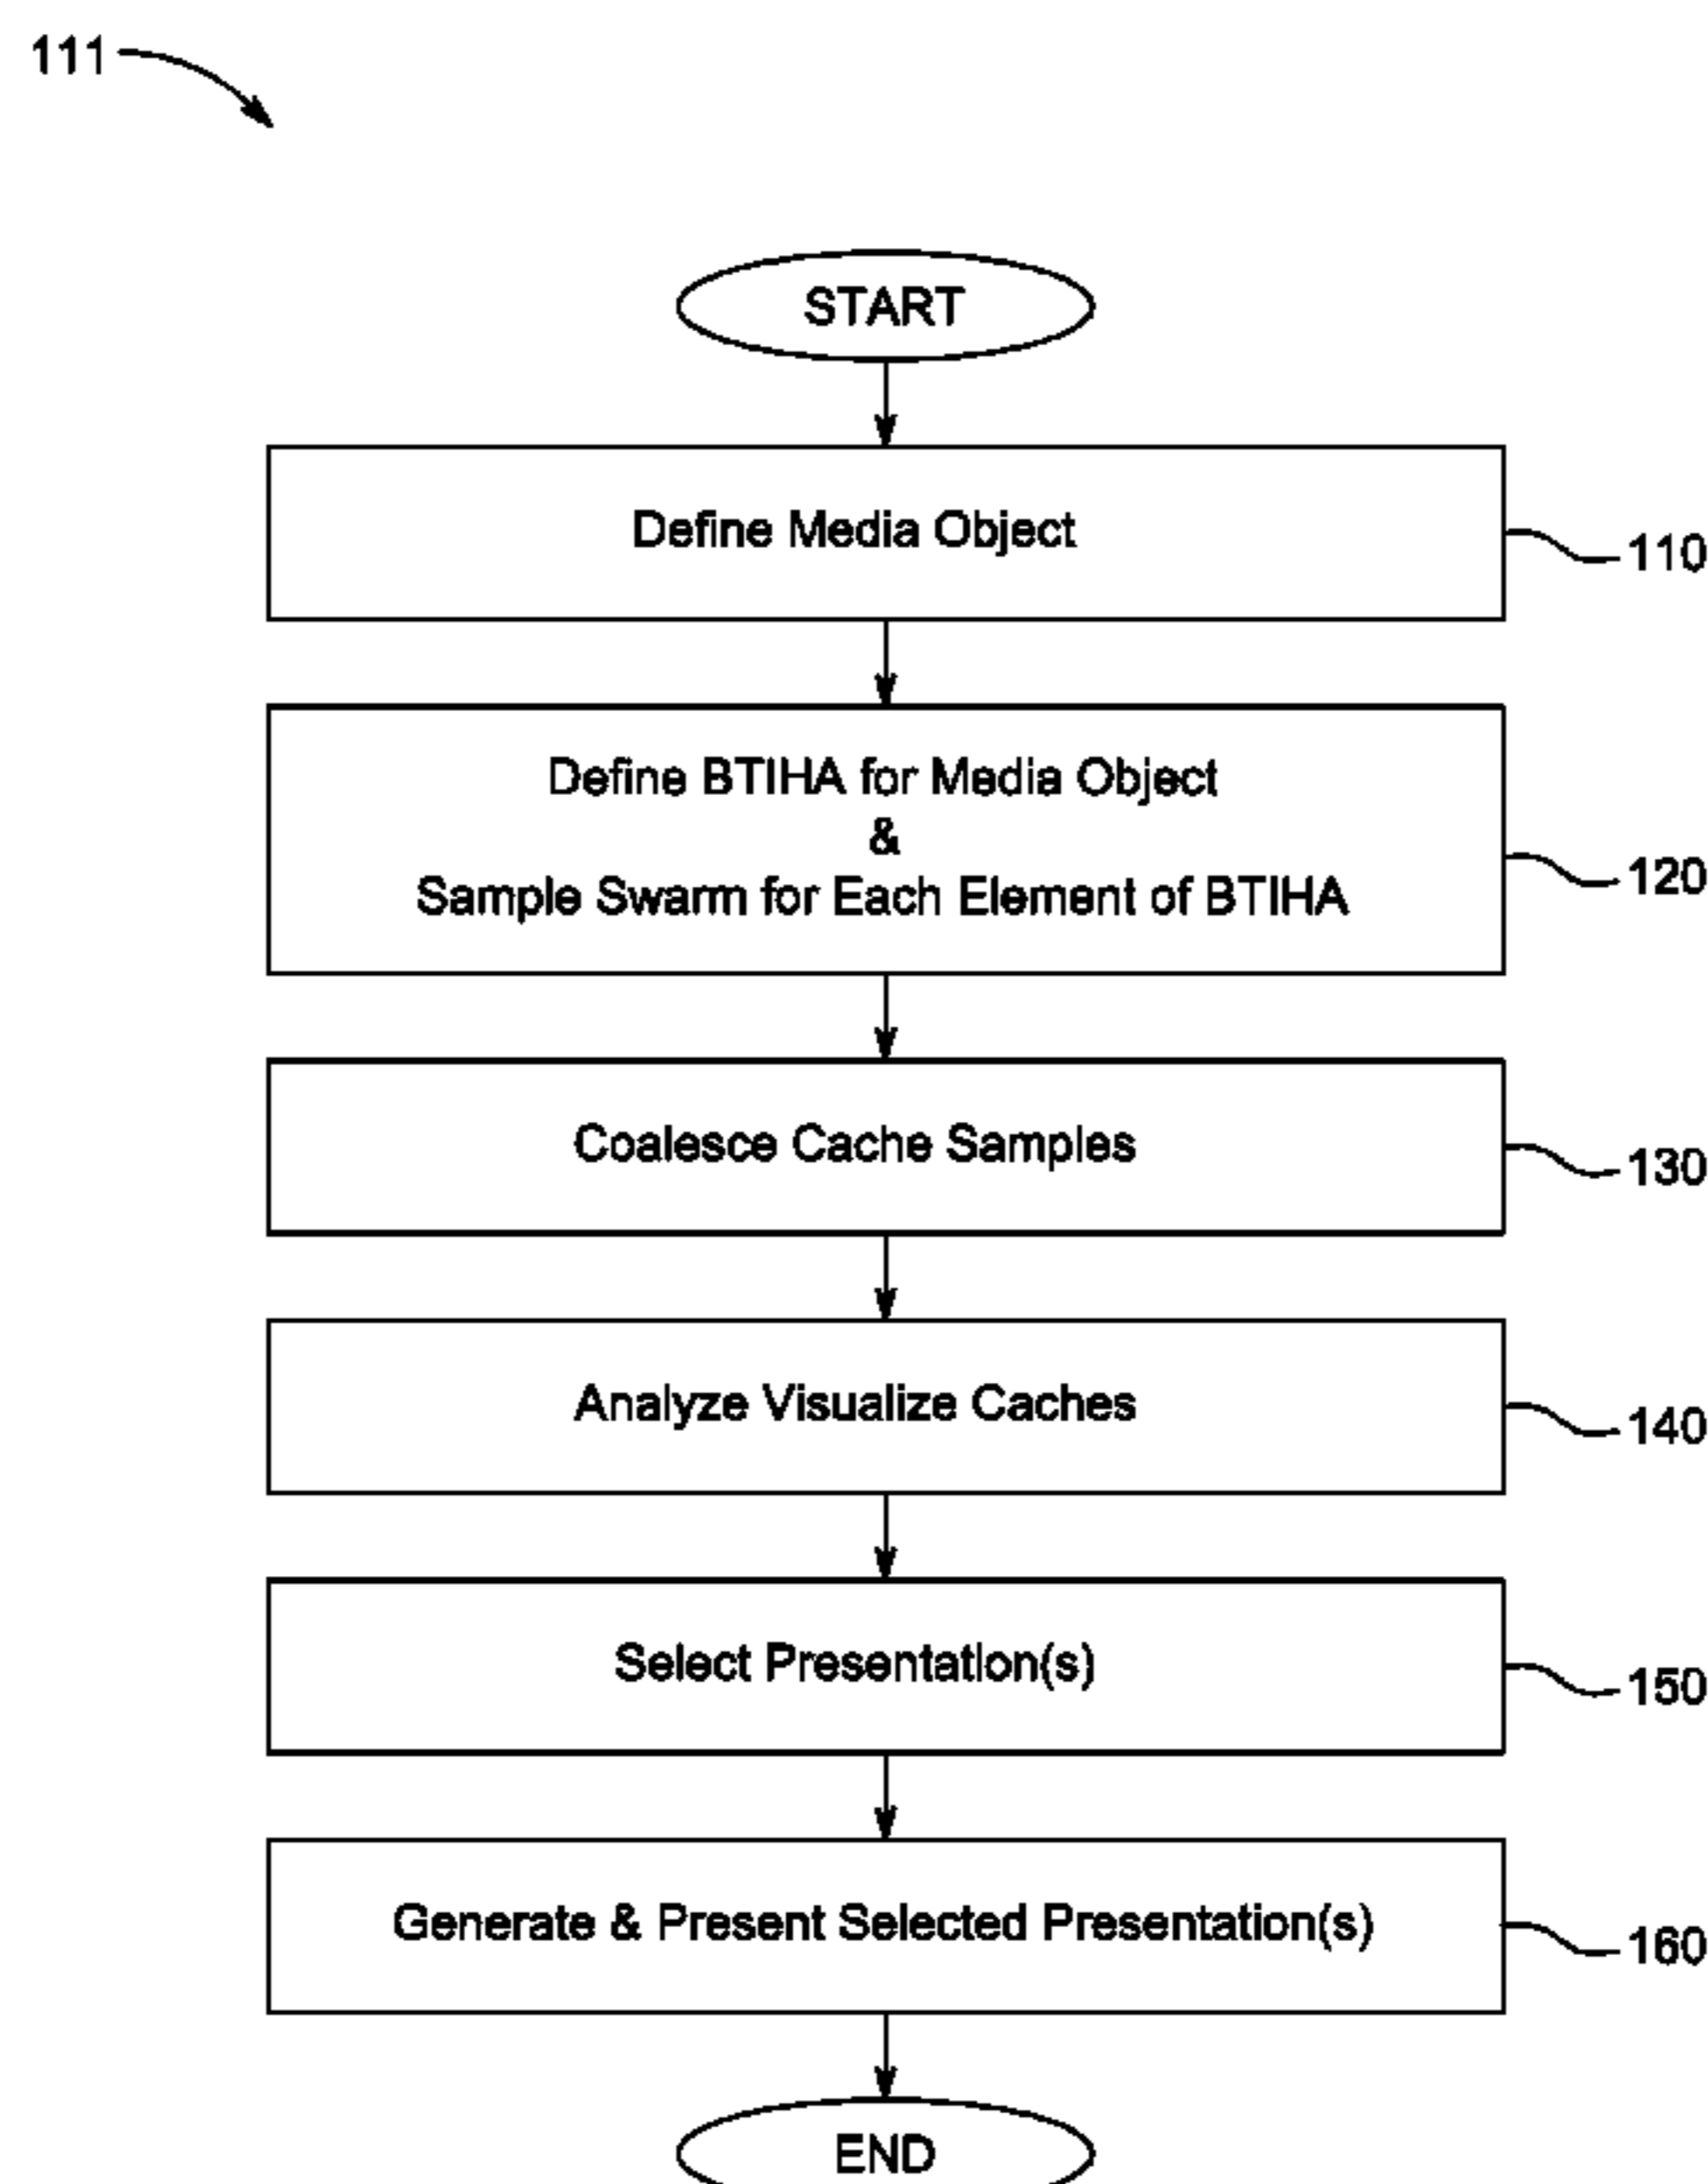 111
START
Define Media Object
110
Define BTIHA for Media Object
&
Sample Swarm for Each Element of BTIHA
120
Coalesce Cache Samples
130
Analyze Visualize Caches
140
Select Presentation(s)
150
Generate & Present Selected Presentation(s)
160
END